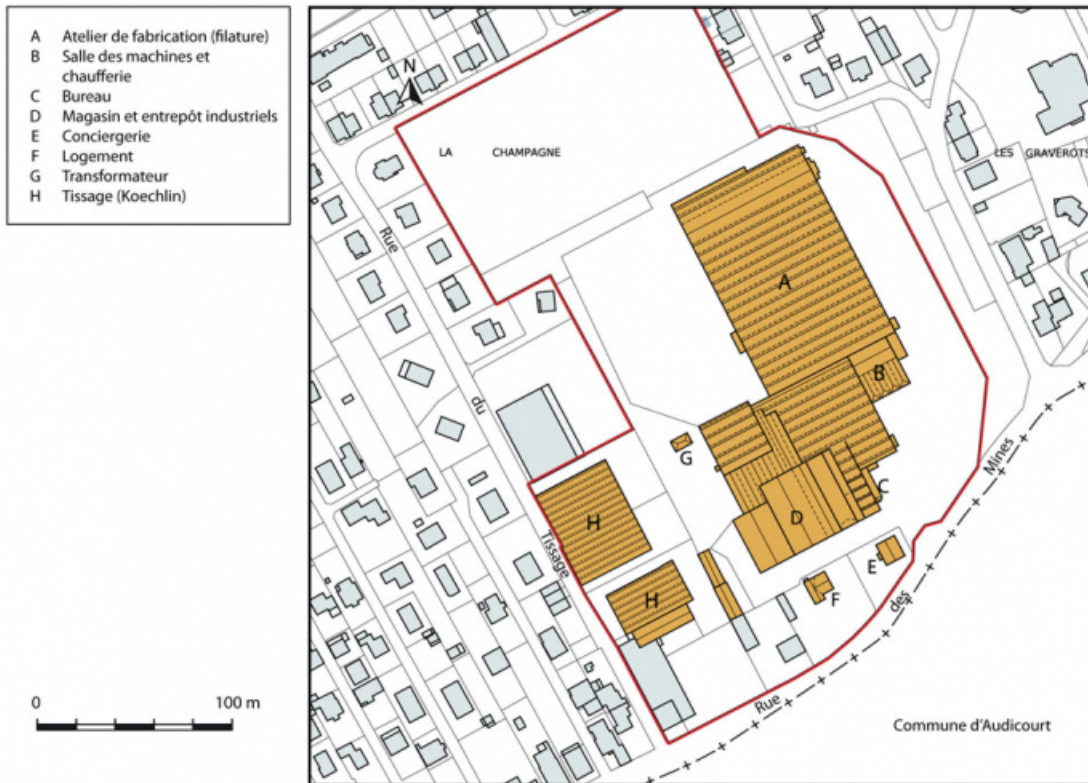 A Atelier de fabrication (filature)
B Salle des machines et
chaufferie
C Bureau
D Magasin et entrepôt industriels
E Conciergerie
F Logement
G Transformateur
H Tissage (Koechlin)
N
LA CHAMPAGNE
LES GRAVEROTS
Rue
du
Tissage
A
B
G
C
D
H
E
H
F
Rue
des
Mines
Commune d'Audicourt
0 100 m